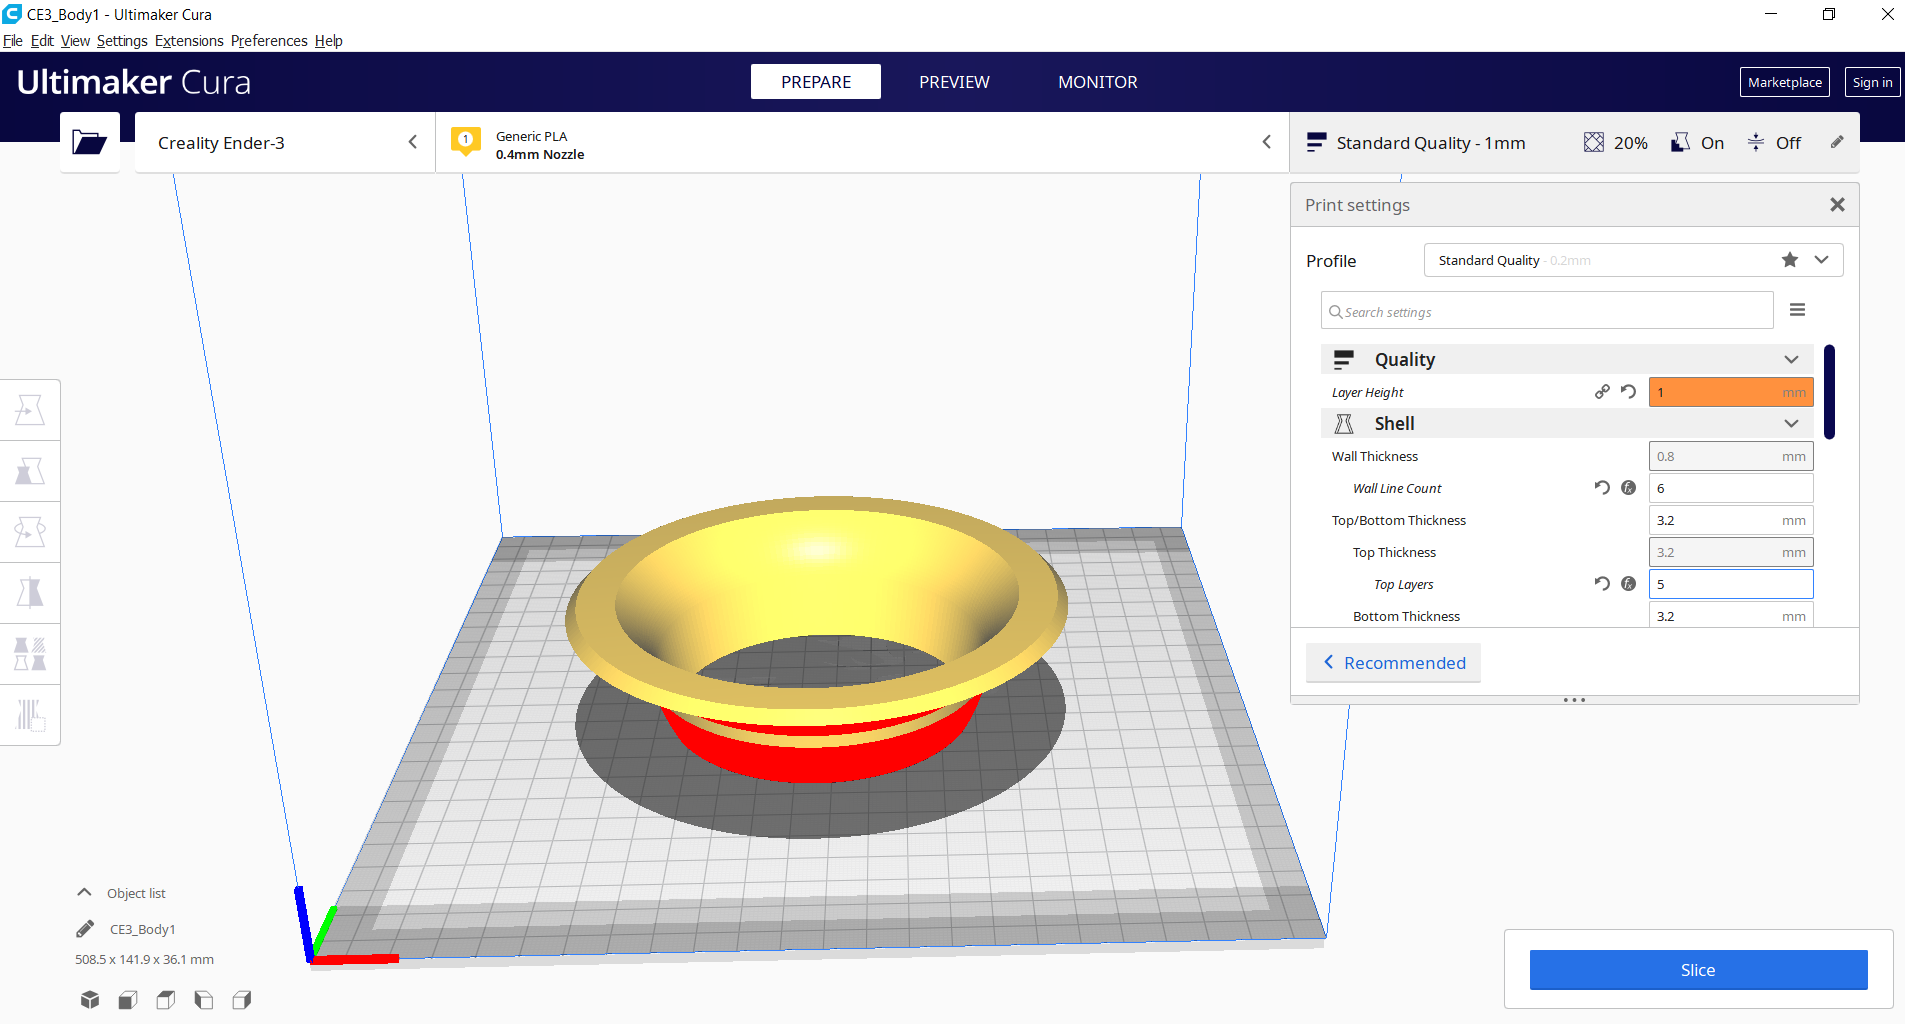 CE3_Body1 - Ultimaker Cura
File Edit View Settings Extensions Preferences Help
Ultimaker Cura
PREPARE
PREVIEW
MONITOR
Marketplace
Sign in
Creality Ender-3
1
Generic PLA
0.4mm Nozzle
Standard Quality - 1mm
20%
On
Off
Print settings
Profile
Standard Quality - 0.2mm
Search settings
Quality
Layer Height
1 mm
Shell
Wall Thickness
0.8 mm
Wall Line Count
6
Top/Bottom Thickness
3.2 mm
Top Thickness
3.2 mm
Top Layers
5
Bottom Thickness
3.2 mm
Recommended
Object list
CE3_Body1
508.5 x 141.9 x 36.1 mm
Slice